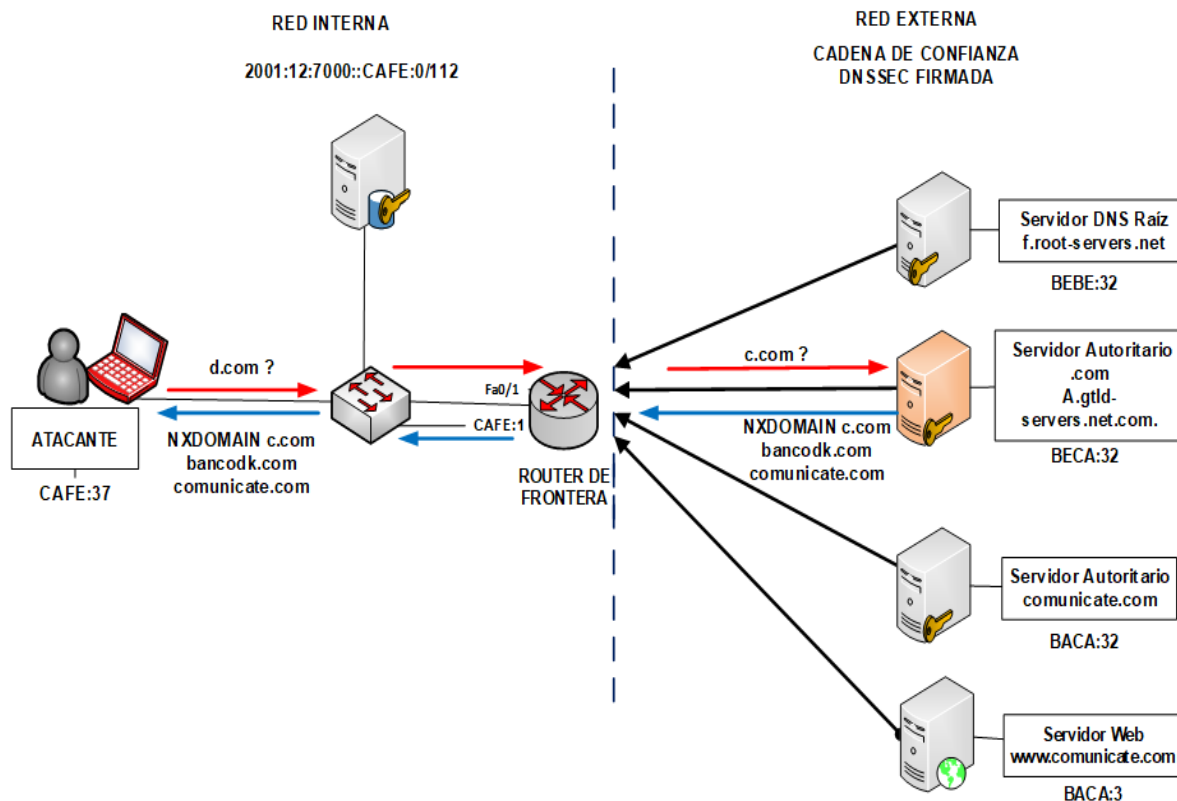 RED INTERNA
2001:12:7000::CAFE:0/112
RED EXTERNA
CADENA DE CONFIANZA
DNSSEC FIRMADA
d.com ?
NXDOMAIN c.com
bancodk.com
comunicate.com
ATACANTE
CAFE:37
Fa0/1
CAFE:1
ROUTER DE
FRONTERA
c.com ?
NXDOMAIN c.com
bancodk.com
comunicate.com
Servidor DNS Raíz
f.root-servers.net
BEBE:32
Servidor Autoritario
.com
A.gtld-
servers.net.com.
BECA:32
Servidor Autoritario
comunicate.com
BACA:32
Servidor Web
www.comunicate.com
BACA:3